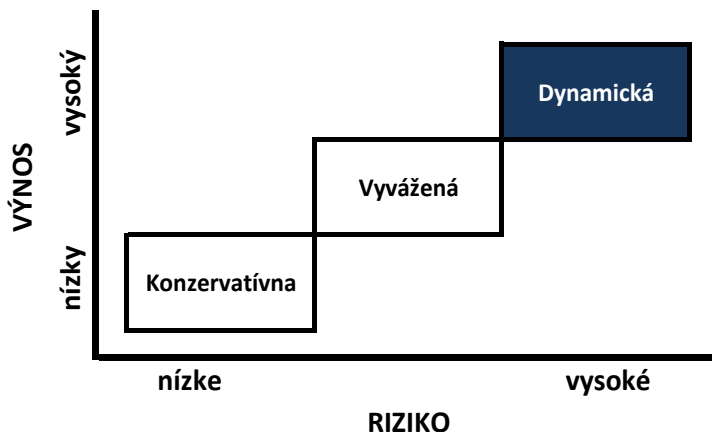 VÝNOS
vysoký
nízky
Dynamická
Vyvážená
Konzervatívna
nízke
vysoké
RIZIKO